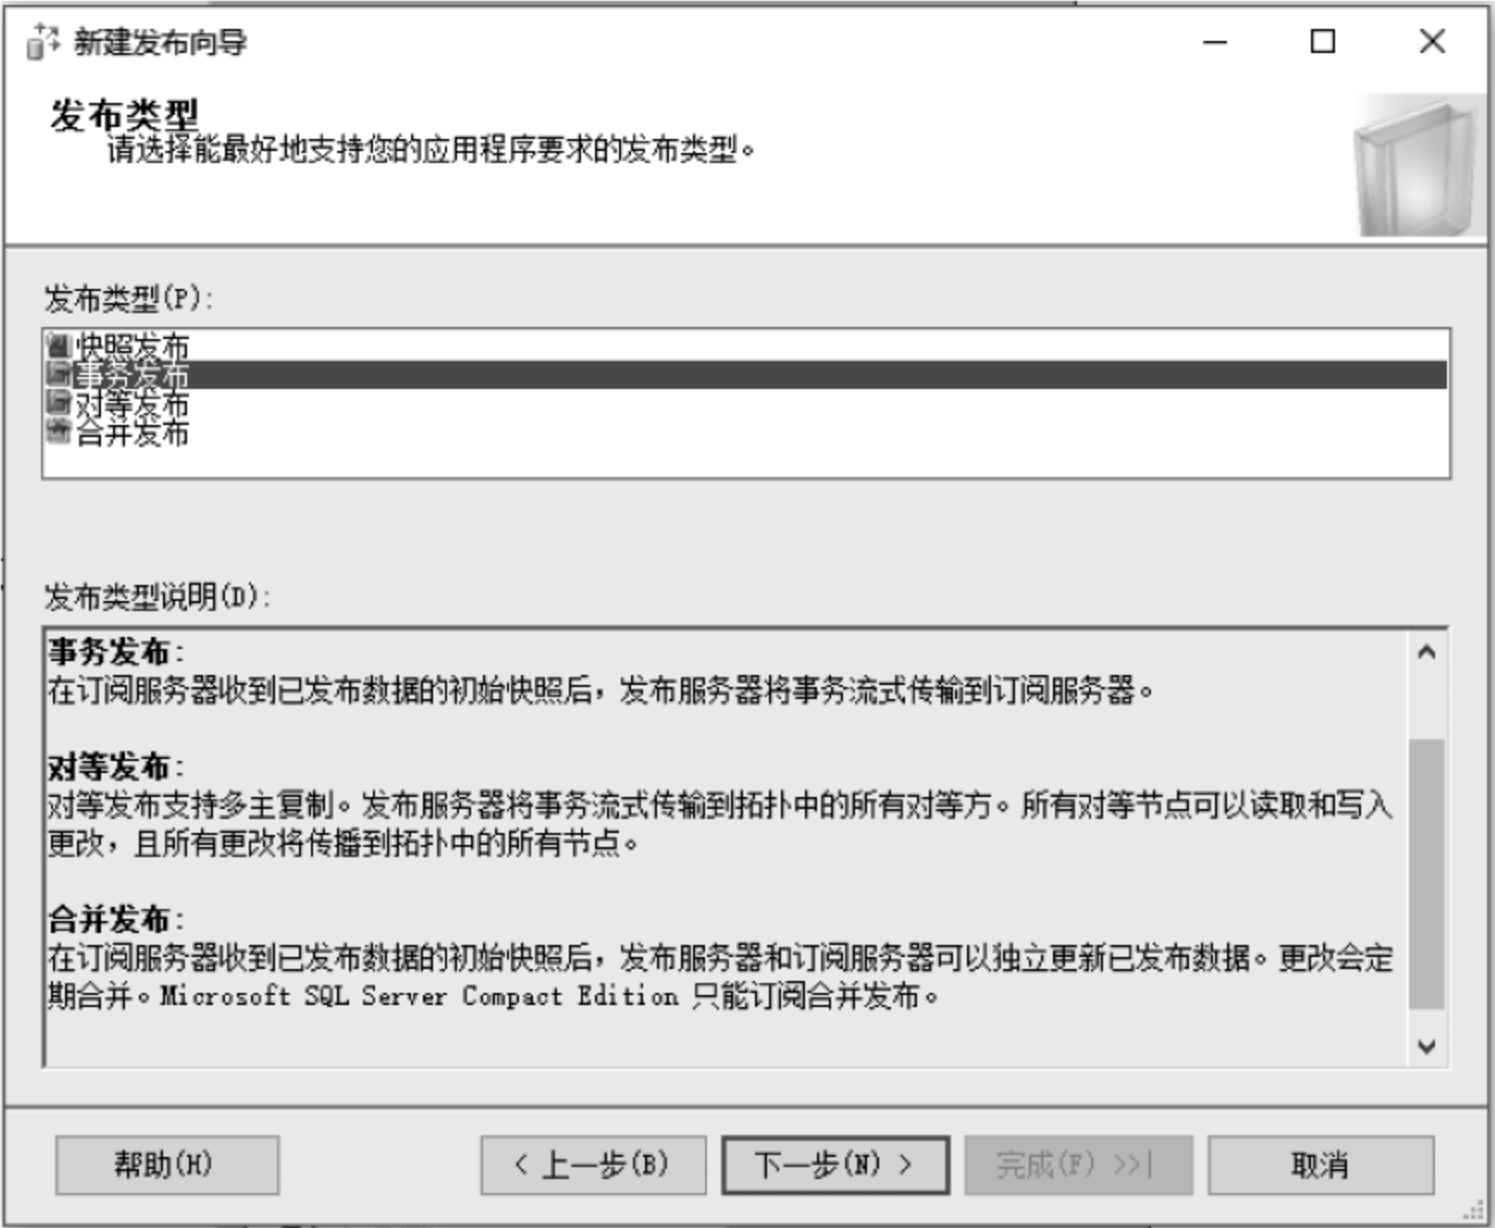 新建发布向导
发布类型
请选择能最好地支持您的应用程序要求的发布类型。
发布类型(P):
快照发布
事务发布
对等发布
合并发布
发布类型说明(D):
事务发布:
在订阅服务器收到已发布数据的初始快照后，发布服务器将事务流式传输到订阅服务器。
对等发布:
对等发布支持多主复制。发布服务器将事务流式传输到拓扑中的所有对等方。所有对等节点可以读取和写入
更改，且所有更改将传播到拓扑中的所有节点。
合并发布:
在订阅服务器收到已发布数据的初始快照后，发布服务器和订阅服务器可以独立更新已发布数据。更改会定
期合并。Microsoft SQL Server Compact Edition 只能订阅合并发布。
帮助(H)
< 上一步(B)
下一步(N) >
完成(F) >>|
取消